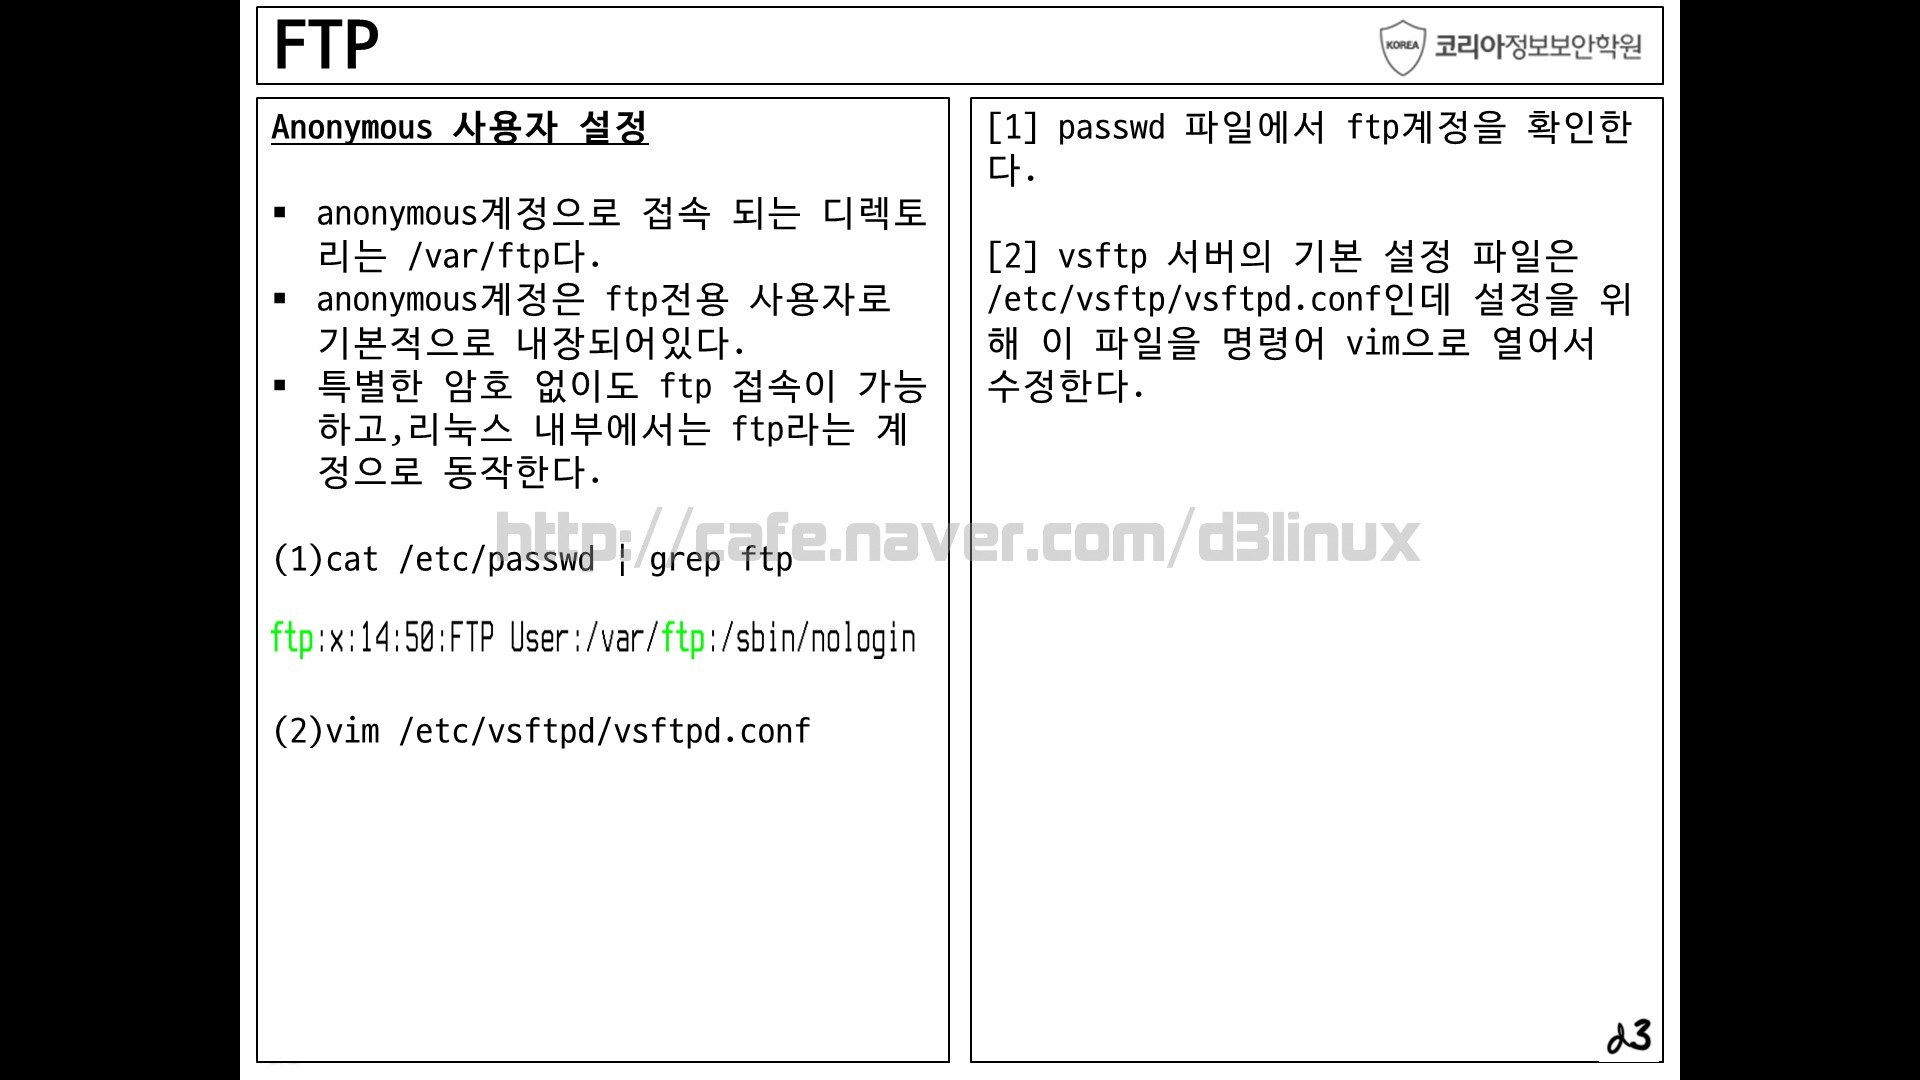 FTP
KOREA 코리아정보보안학원
Anonymous 사용자 설정
▪ anonymous계정으로 접속 되는 디렉토
리는 /var/ftp다.
▪ anonymous계정은 ftp전용 사용자로
기본적으로 내장되어있다.
▪ 특별한 암호 없이도 ftp 접속이 가능
하고,리눅스 내부에서는 ftp라는 계
정으로 동작한다.
(1)cat /etc/passwd | grep ftp
ftp:x:14:50:FTP User:/var/ftp:/sbin/nologin
(2)vim /etc/vsftpd/vsftpd.conf
[1] passwd 파일에서 ftp계정을 확인한
다.
[2] vsftp 서버의 기본 설정 파일은
/etc/vsftp/vsftpd.conf인데 설정을 위
해 이 파일을 명령어 vim으로 열어서
수정한다.
http://cafe.naver.com/d3linux
d3